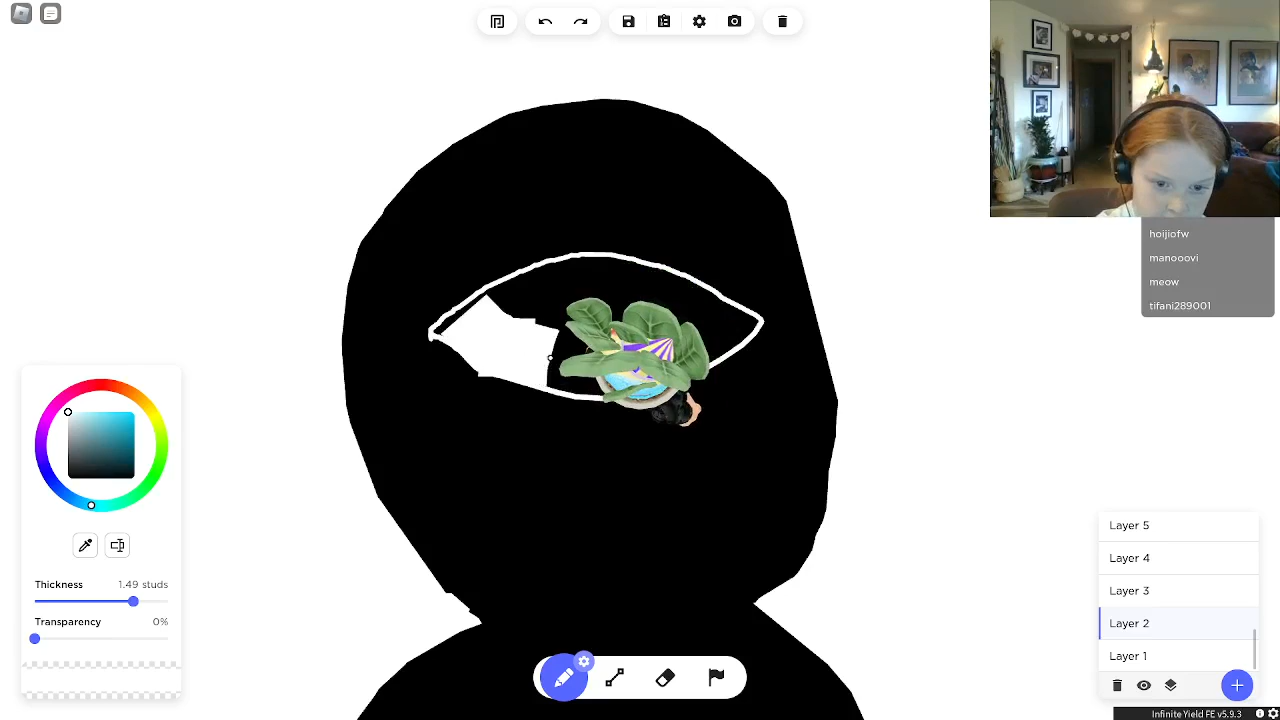 hoijiofw
manooovi
meow
tifani289001
Thickness 1.49 studs
Transparency 0%
Layer 5
Layer 4
Layer 3
Layer 2
Layer 1
Infinite Yield FE v5.9.3